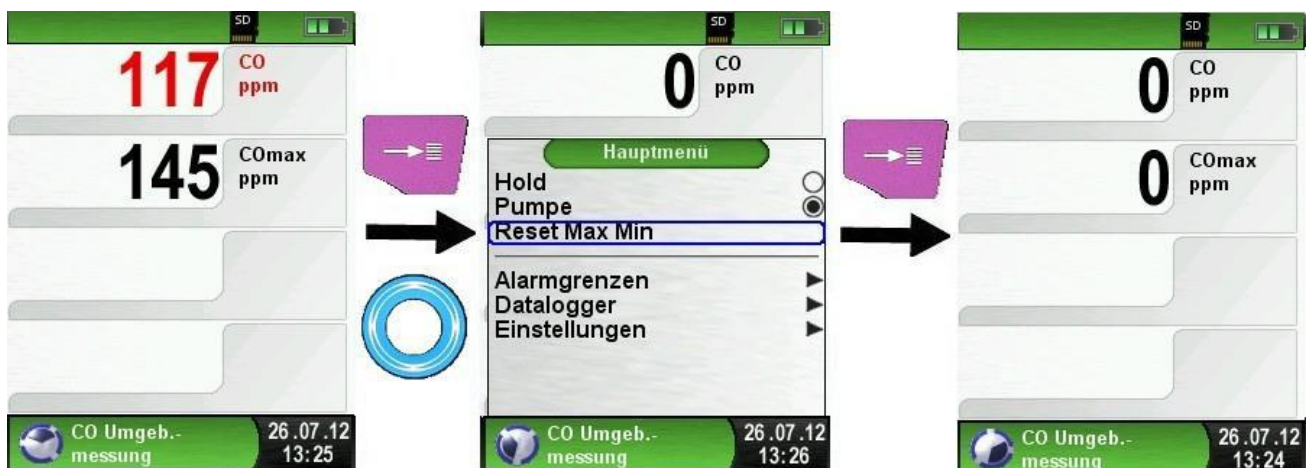 SD
117 CO
ppm
145 COmax
ppm
CO Umgeb.-
messung
26.07.12
13:25
SD
0 CO
ppm
Hauptmenü
Hold
Pumpe
Reset Max Min
Alarmgrenzen
Datalogger
Einstellungen
CO Umgeb.-
messung
26.07.12
13:26
SD
0 CO
ppm
0 COmax
ppm
CO Umgeb.-
messung
26.07.12
13:24